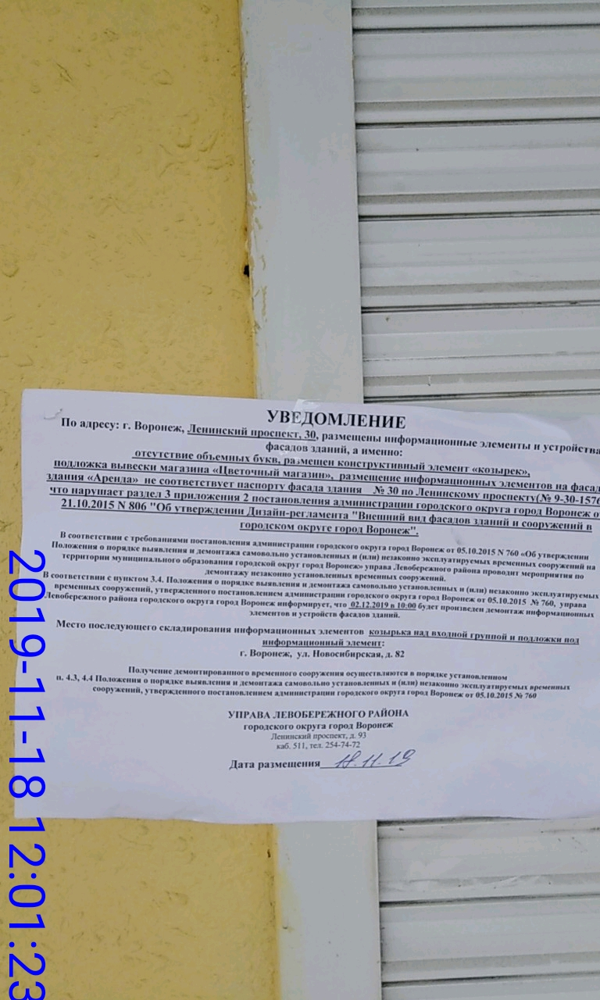 УВЕДОМЛЕНИЕ
По адресу: г. Воронеж, Ленинский проспект, 30, размещены информационные элементы и устройства
фасадов зданий, а именно:
отсутствие объемных букв, размещен конструктивный элемент «козырек»,
подложка вывески магазина «Цветочный магазин», размещение информационных элементов на фасад
здания «Аренда» не соответствует паспорту фасада здания № 30 по Ленинскому проспекту(№ 9-30-1576
что нарушает раздел 3 приложения 2 постановления администрации городского округа город Воронеж от
21.10.2015 N 806 "Об утверждении Дизайн-регламента "Внешний вид фасадов зданий и сооружений в
городском округе город Воронеж".
В соответствии с требованиями постановления администрации городского округа город Воронеж от 05.10.2015 N 760 «Об утверждении
Положения о порядке выявления и демонтажа самовольно установленных и (или) незаконно эксплуатируемых временных сооружений на
территории муниципального образования городской округ город Воронеж» управа Левобережного района проводит мероприятия по
демонтажу незаконно установленных временных сооружений.
В соответствии с пунктом 3.4. Положения о порядке выявления и демонтажа самовольно установленных и (или) незаконно эксплуатируемых
временных сооружений, утвержденного постановлением администрации городского округа город Воронеж от 05.10.2015 № 760, управа
Левобережного района городского округа город Воронеж информирует, что 02.12.2019 в 10:00 будет произведен демонтаж информационных
элементов и устройств фасадов зданий.
Место последующего складирования информационных элементов козырька над входной группой и подложки под
информационный элемент:
г. Воронеж, ул. Новосибирская, д. 82
Получение демонтированного временного сооружения осуществляются в порядке установленном
п. 4.3, 4.4 Положения о порядке выявления и демонтажа самовольно установленных и (или) незаконно эксплуатируемых временных
сооружений, утвержденного постановлением администрации городского округа город Воронеж от 05.10.2015 № 760
УПРАВА ЛЕВОБЕРЕЖНОГО РАЙОНА
городского округа город Воронеж
Ленинский проспект, д. 93
каб. 511, тел. 254-74-72
Дата размещения 18.11.19
2019-11-18 12:01:23